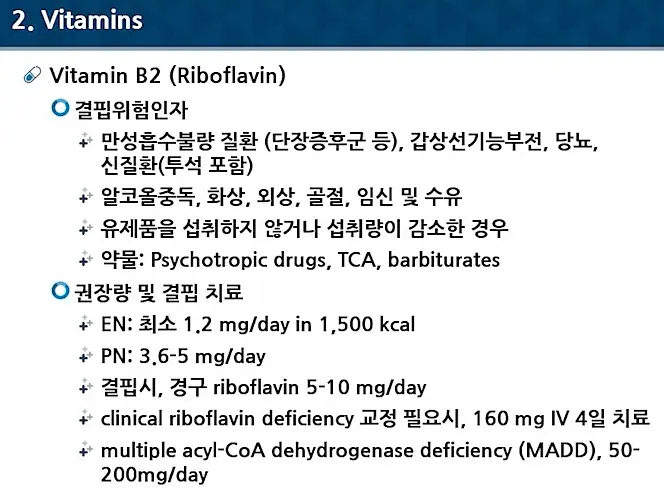 2. Vitamins
Vitamin B2 (Riboflavin)
결핍위험인자
만성흡수불량 질환 (단장증후군 등), 갑상선기능부전, 당뇨,
신질환(투석 포함)
알코올중독, 화상, 외상, 골절, 임신 및 수유
유제품을 섭취하지 않거나 섭취량이 감소한 경우
약물: Psychotropic drugs, TCA, barbiturates
권장량 및 결핍 치료
EN: 최소 1.2 mg/day in 1,500 kcal
PN: 3.6-5 mg/day
결핍시, 경구 riboflavin 5-10 mg/day
clinical riboflavin deficiency 교정 필요시, 160 mg IV 4일 치료
multiple acyl-CoA dehydrogenase deficiency (MADD), 50-
200mg/day